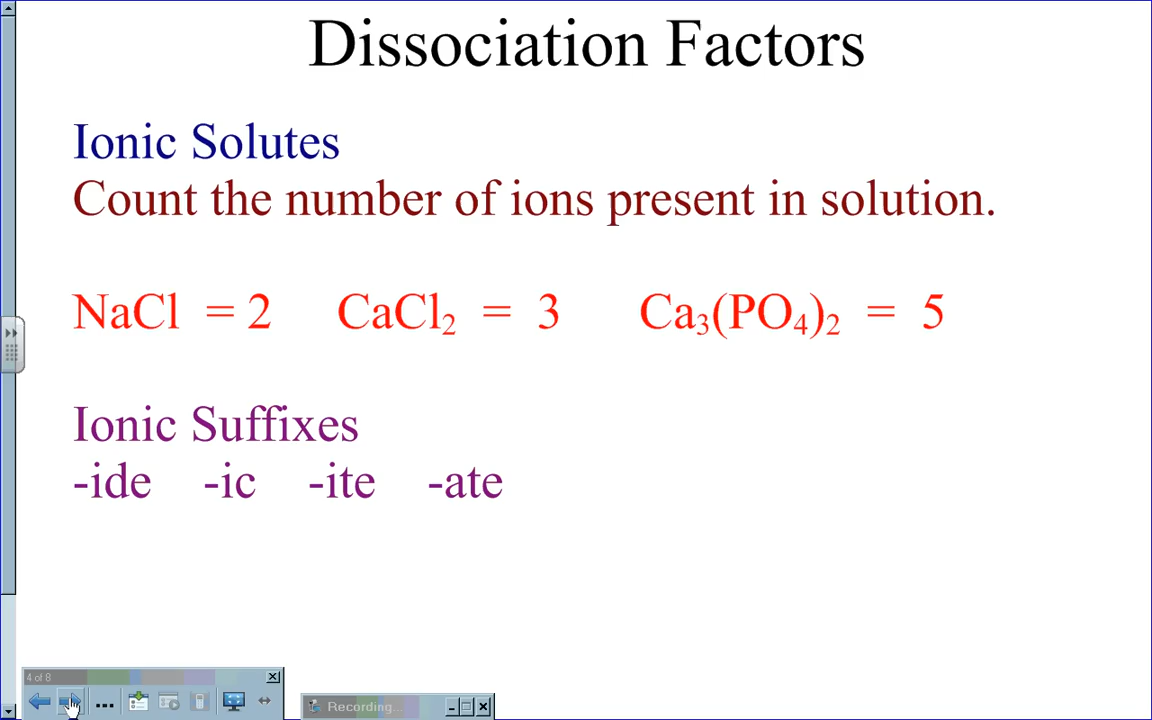 Dissociation Factors
Ionic Solutes
Count the number of ions present in solution.
NaCl = 2 CaCl₂ = 3 Ca₃(PO₄)₂ = 5
Ionic Suffixes
-ide -ic -ite -ate
4 of 8
Recording...